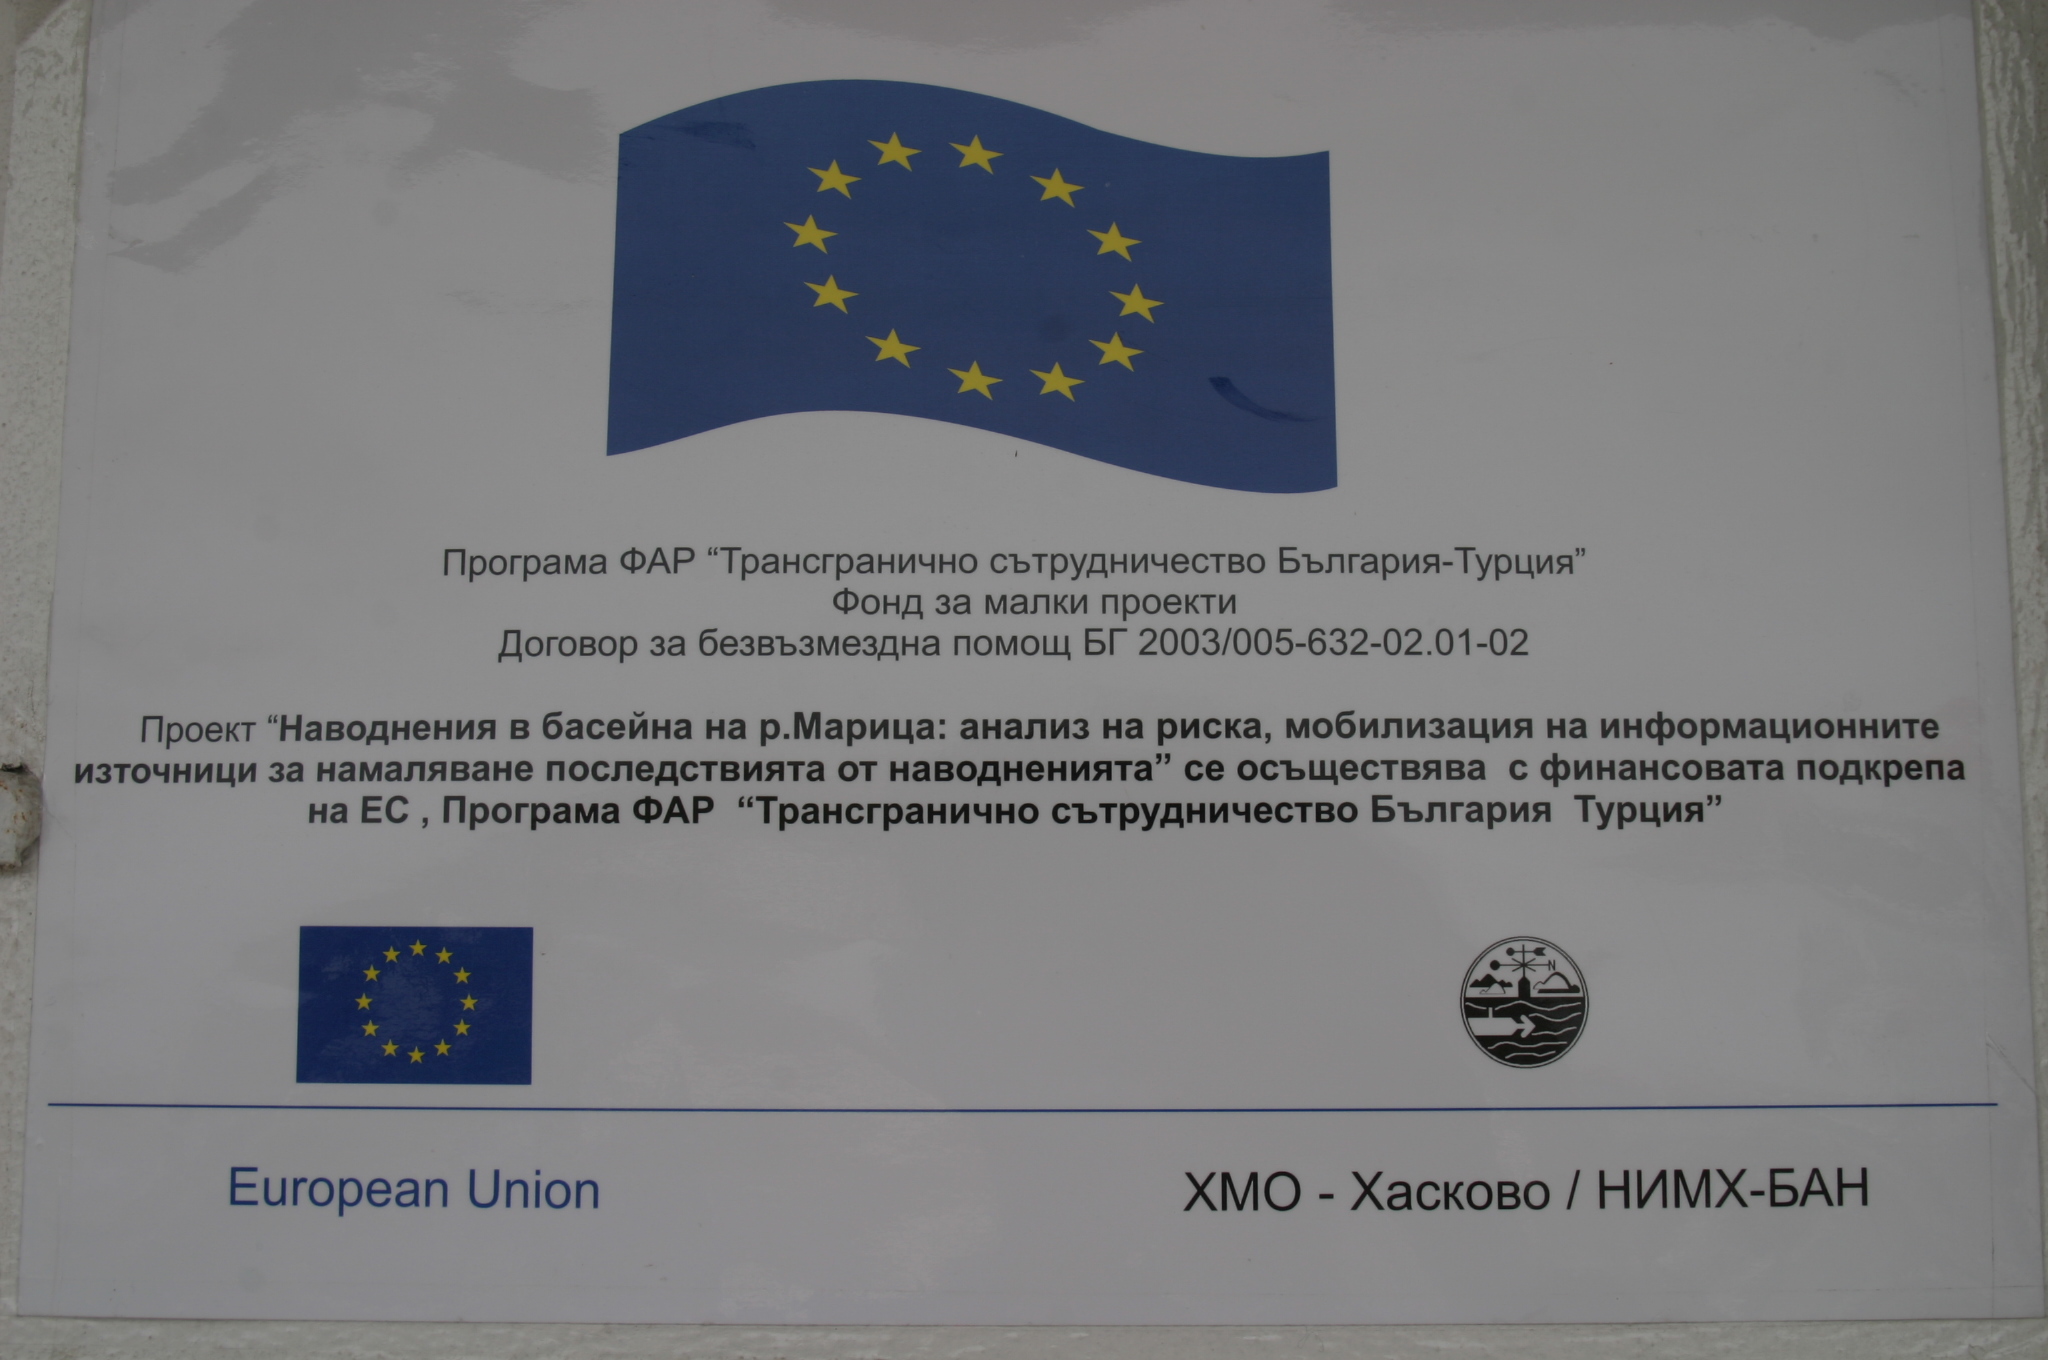 Програма ФАР “Трансгранично сътрудничество България-Турция”
Фонд за малки проекти
Договор за безвъзмездна помощ БГ 2003/005-632-02.01-02
Проект “Наводнения в басейна на р.Марица: анализ на риска, мобилизация на информационните
източници за намаляване последствията от наводненията” се осъществява с финансовата подкрепа
на ЕС , Програма ФАР “Трансгранично сътрудничество България Турция”
N
European Union
ХМО - Хасково / НИМХ-БАН